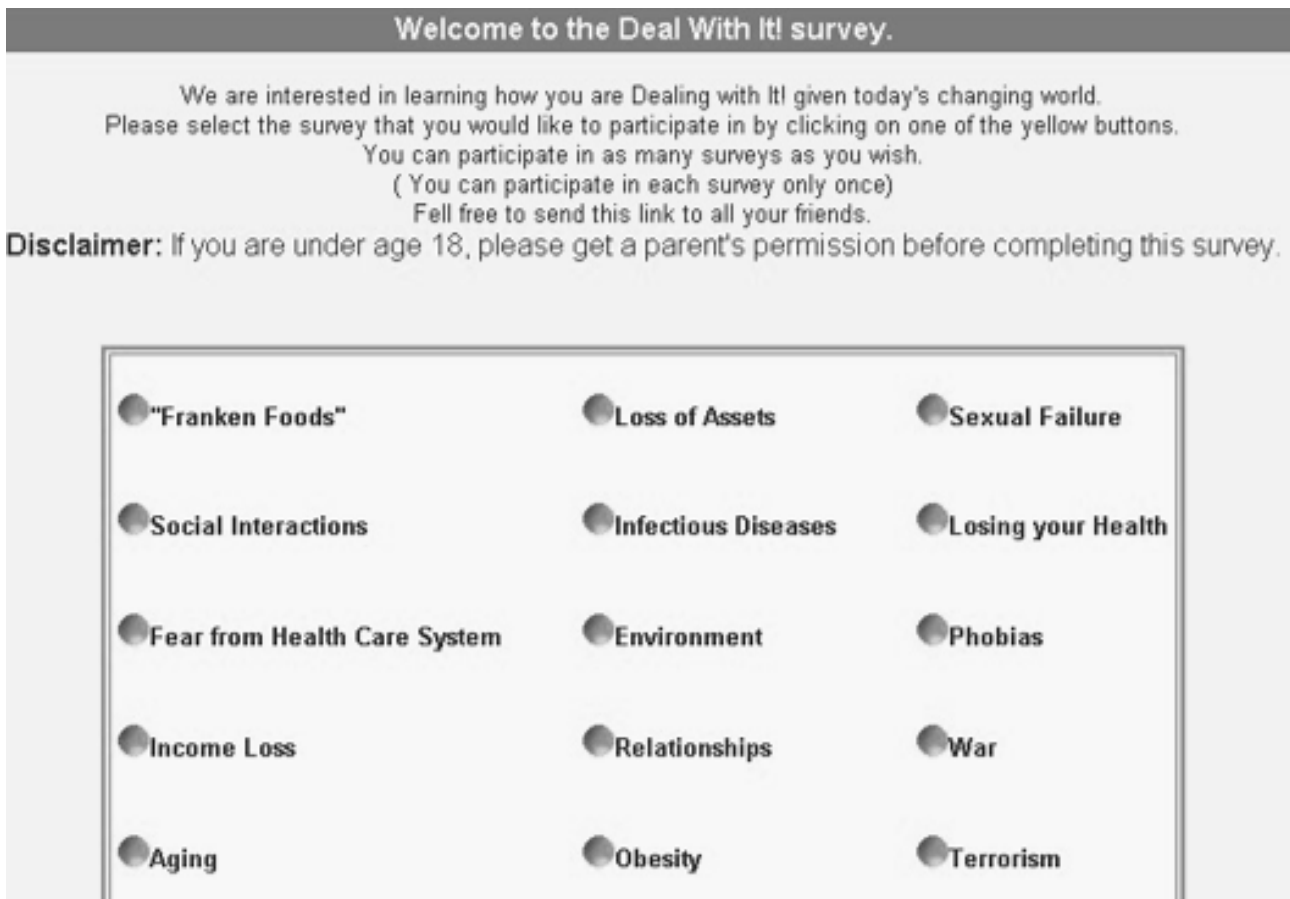 Welcome to the Deal With It! survey.
We are interested in learning how you are Dealing with It! given today's changing world.
Please select the survey that you would like to participate in by clicking on one of the yellow buttons.
You can participate in as many surveys as you wish.
( You can participate in each survey only once)
Fell free to send this link to all your friends.
Disclaimer: If you are under age 18, please get a parent's permission before completing this survey.
"Franken Foods" Loss of Assets Sexual Failure
Social Interactions Infectious Diseases Losing your Health
Fear from Health Care System Environment Phobias
Income Loss Relationships War
Aging Obesity Terrorism